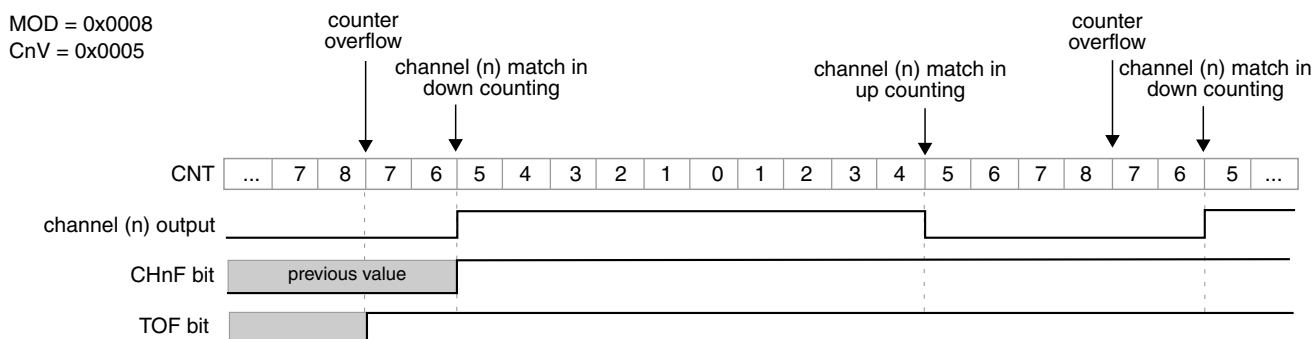 MOD = 0x0008
CnV = 0x0005
counter
overflow
channel (n) match in
down counting
channel (n) match in
up counting
counter
overflow
channel (n) match in
down counting
CNT ... 7 8 7 6 5 4 3 2 1 0 1 2 3 4 5 6 7 8 7 6 5 ...
channel (n) output
CHnF bit previous value
TOF bit